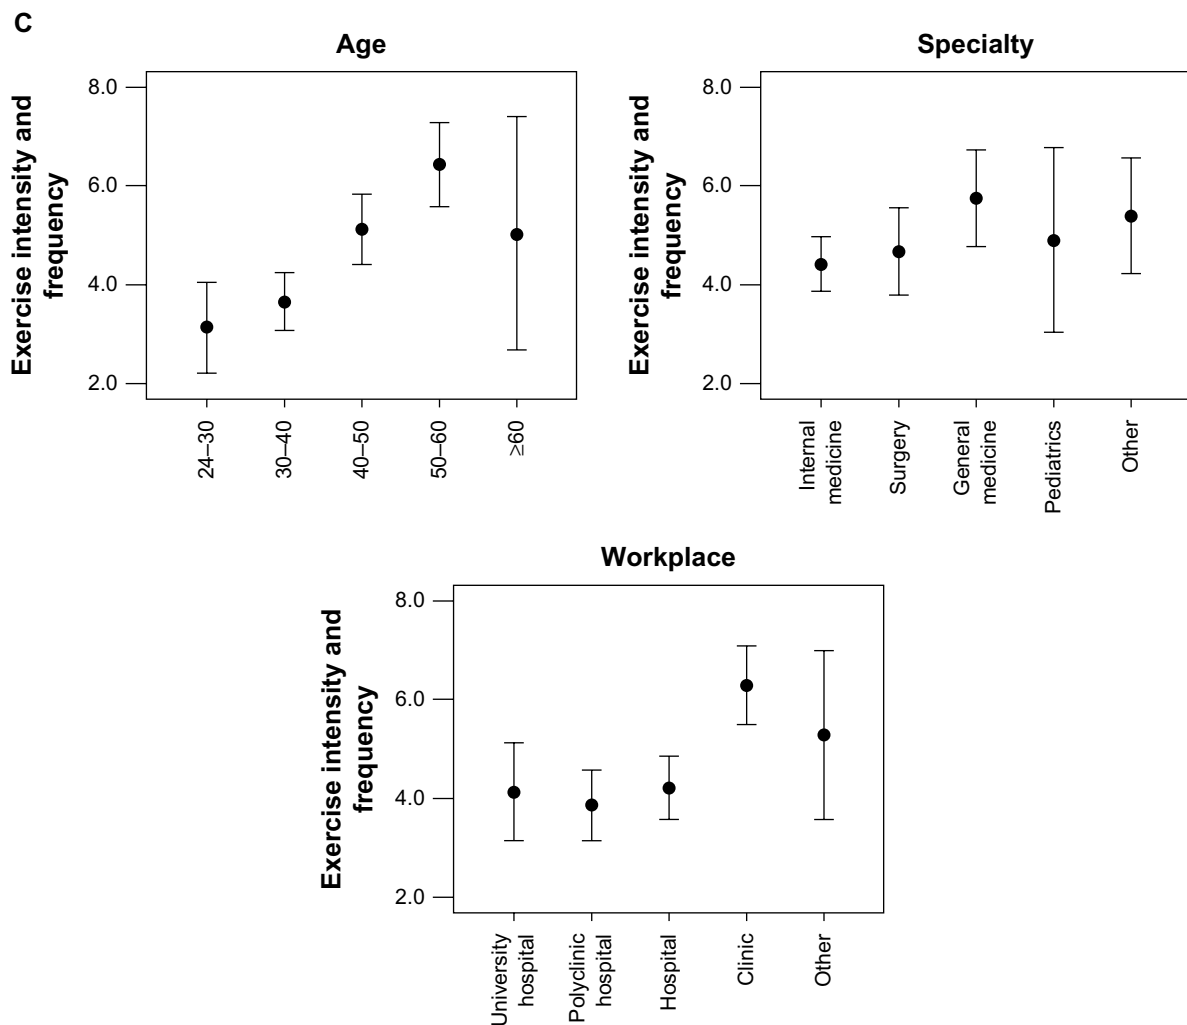 C
Age
Exercise intensity and
frequency
8.0
6.0
4.0
2.0
24–30
30–40
40–50
50–60
≥60
Specialty
Exercise intensity and
frequency
8.0
6.0
4.0
2.0
Internal
medicine
Surgery
General
medicine
Pediatrics
Other
Workplace
Exercise intensity and
frequency
8.0
6.0
4.0
2.0
University
hospital
Polyclinic
hospital
Hospital
Clinic
Other